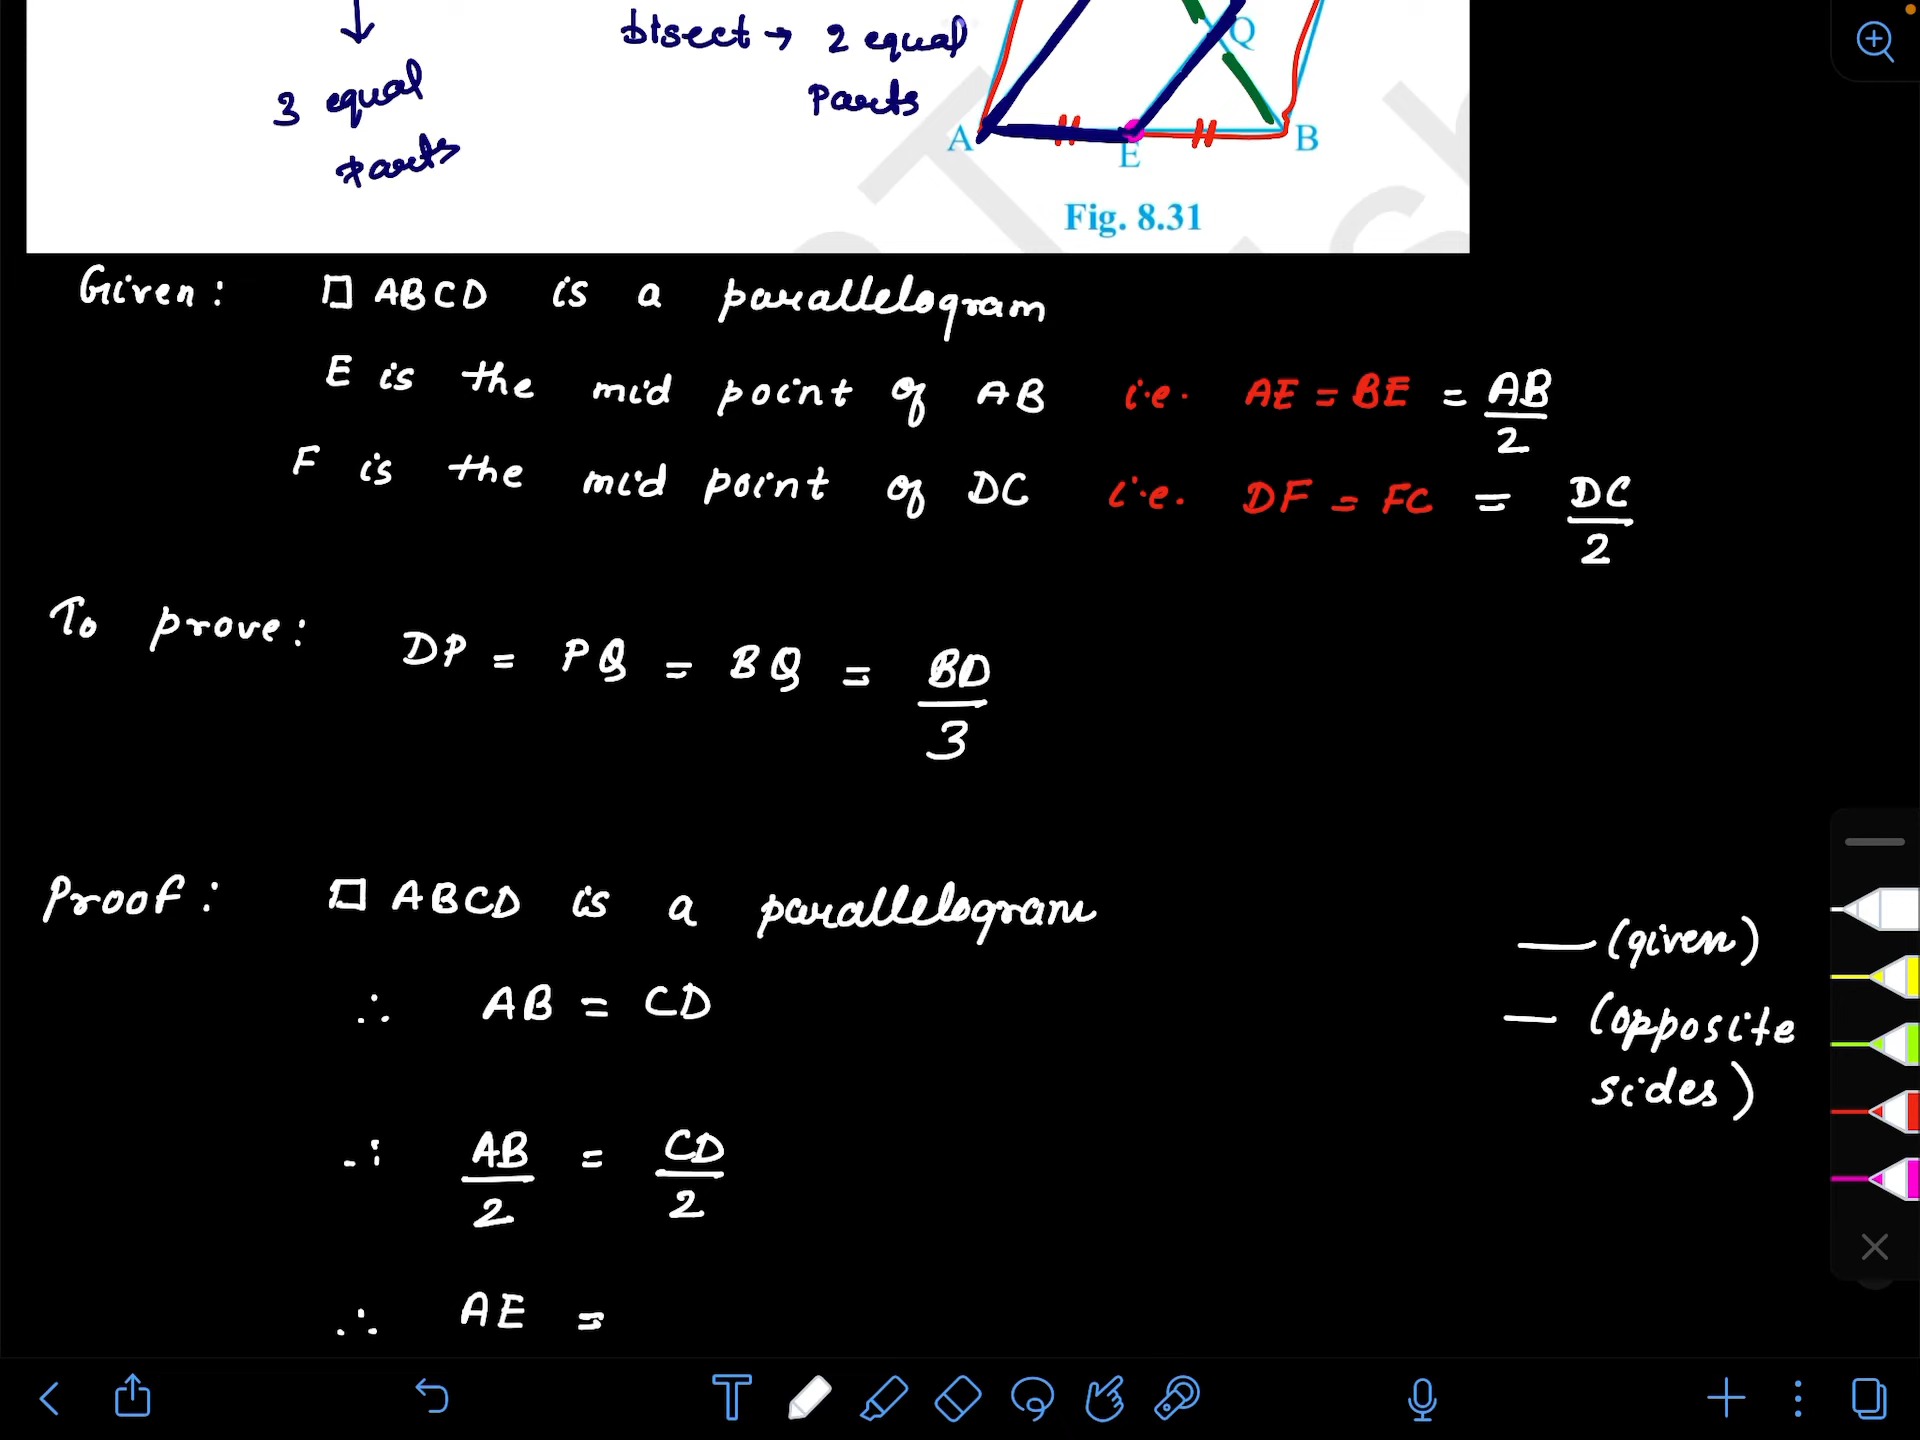 ↓
3 equal
parts
bisect → 2 equal
parts
Q
A
E
B
Fig. 8.31
Given: □ ABCD is a parallelogram
E is the mid point of AB i.e. AE = BE = AB/2
F is the mid point of DC i.e. DF = FC = DC/2
To prove: DP = PQ = BQ = BD/3
Proof: □ ABCD is a parallelogram — (given)
∴ AB = CD — (opposite
sides)
∴ AB/2 = CD/2
∴ AE =
T